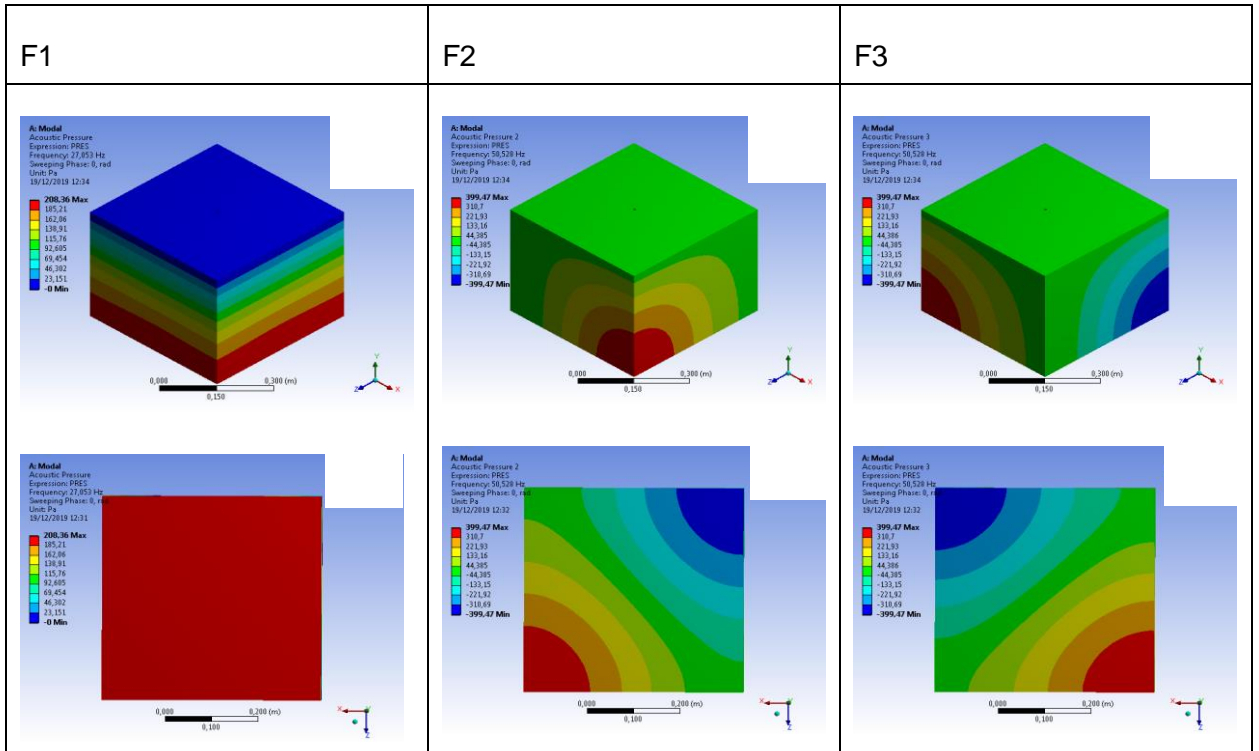 F1
F2
F3
A: Modal
Acoustic Pressure
Expression: PRES
Frequency: 27,053 Hz
Sweeping Phase: 0, rad
Unit: Pa
19/12/2019 12:34
208,36 Max
185,21
162,06
138,91
115,76
92,605
69,454
46,302
23,151
-0 Min
0,000
0,300 (m)
0,150
Y
Z
X
A: Modal
Acoustic Pressure 2
Expression: PRES
Frequency: 50,528 Hz
Sweeping Phase: 0, rad
Unit: Pa
19/12/2019 12:34
399,47 Max
310,7
221,93
133,16
44,385
-44,385
-133,15
-221,92
-310,69
-399,47 Min
0,000
0,300 (m)
0,150
Y
Z
X
A: Modal
Acoustic Pressure 3
Expression: PRES
Frequency: 50,528 Hz
Sweeping Phase: 0, rad
Unit: Pa
19/12/2019 12:34
399,47 Max
310,7
221,93
133,16
44,386
-44,385
-133,15
-221,92
-310,69
-399,47 Min
0,000
0,300 (m)
0,150
Y
Z
X
A: Modal
Acoustic Pressure
Expression: PRES
Frequency: 27,053 Hz
Sweeping Phase: 0, r
Unit: Pa
19/12/2019 12:31
208,36 Max
185,21
162,06
138,91
115,76
92,605
69,454
46,302
23,151
-0 Min
0,000
0,200 (m)
0,100
X
Y
Z
A: Modal
Acoustic Pressure 2
Expression: PRES
Frequency: 50,528 Hz
Sweeping Phase: 0, r
Unit: Pa
19/12/2019 12:32
399,47 Max
310,7
221,93
133,16
44,385
-44,385
-133,15
-221,92
-310,69
-399,47 Min
0,000
0,200 (m)
0,100
X
Y
Z
A: Modal
Acoustic Pressure 3
Expression: PRES
Frequency: 50,528 Hz
Sweeping Phase: 0, r
Unit: Pa
19/12/2019 12:32
399,47 Max
310,7
221,93
133,16
44,386
-44,385
-133,15
-221,92
-310,69
-399,47 Min
0,000
0,200 (m)
0,100
X
Y
Z